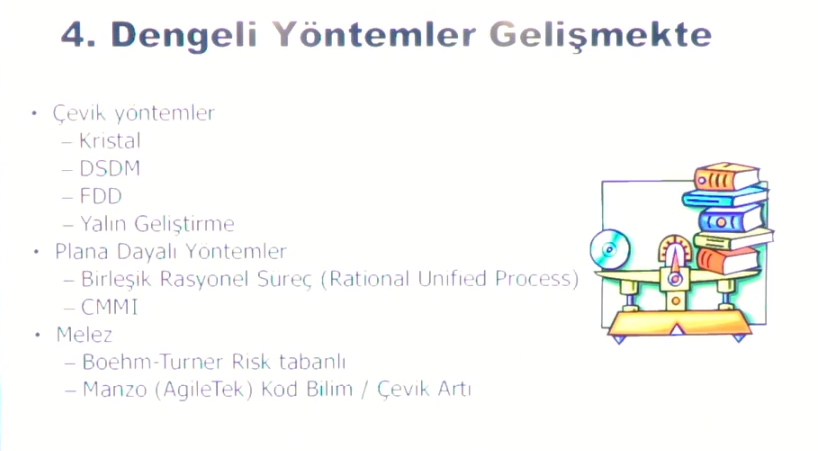 4. Dengeli Yöntemler Gelişmekte
• Çevik yöntemler
– Kristal
– DSDM
– FDD
– Yalın Geliştirme
• Plana Dayalı Yöntemler
– Birleşik Rasyonel Süreç (Rational Unified Process)
– CMMI
• Melez
– Boehm-Turner Risk tabanlı
– Manzo (AgileTek) Kod Bilim / Çevik Artı